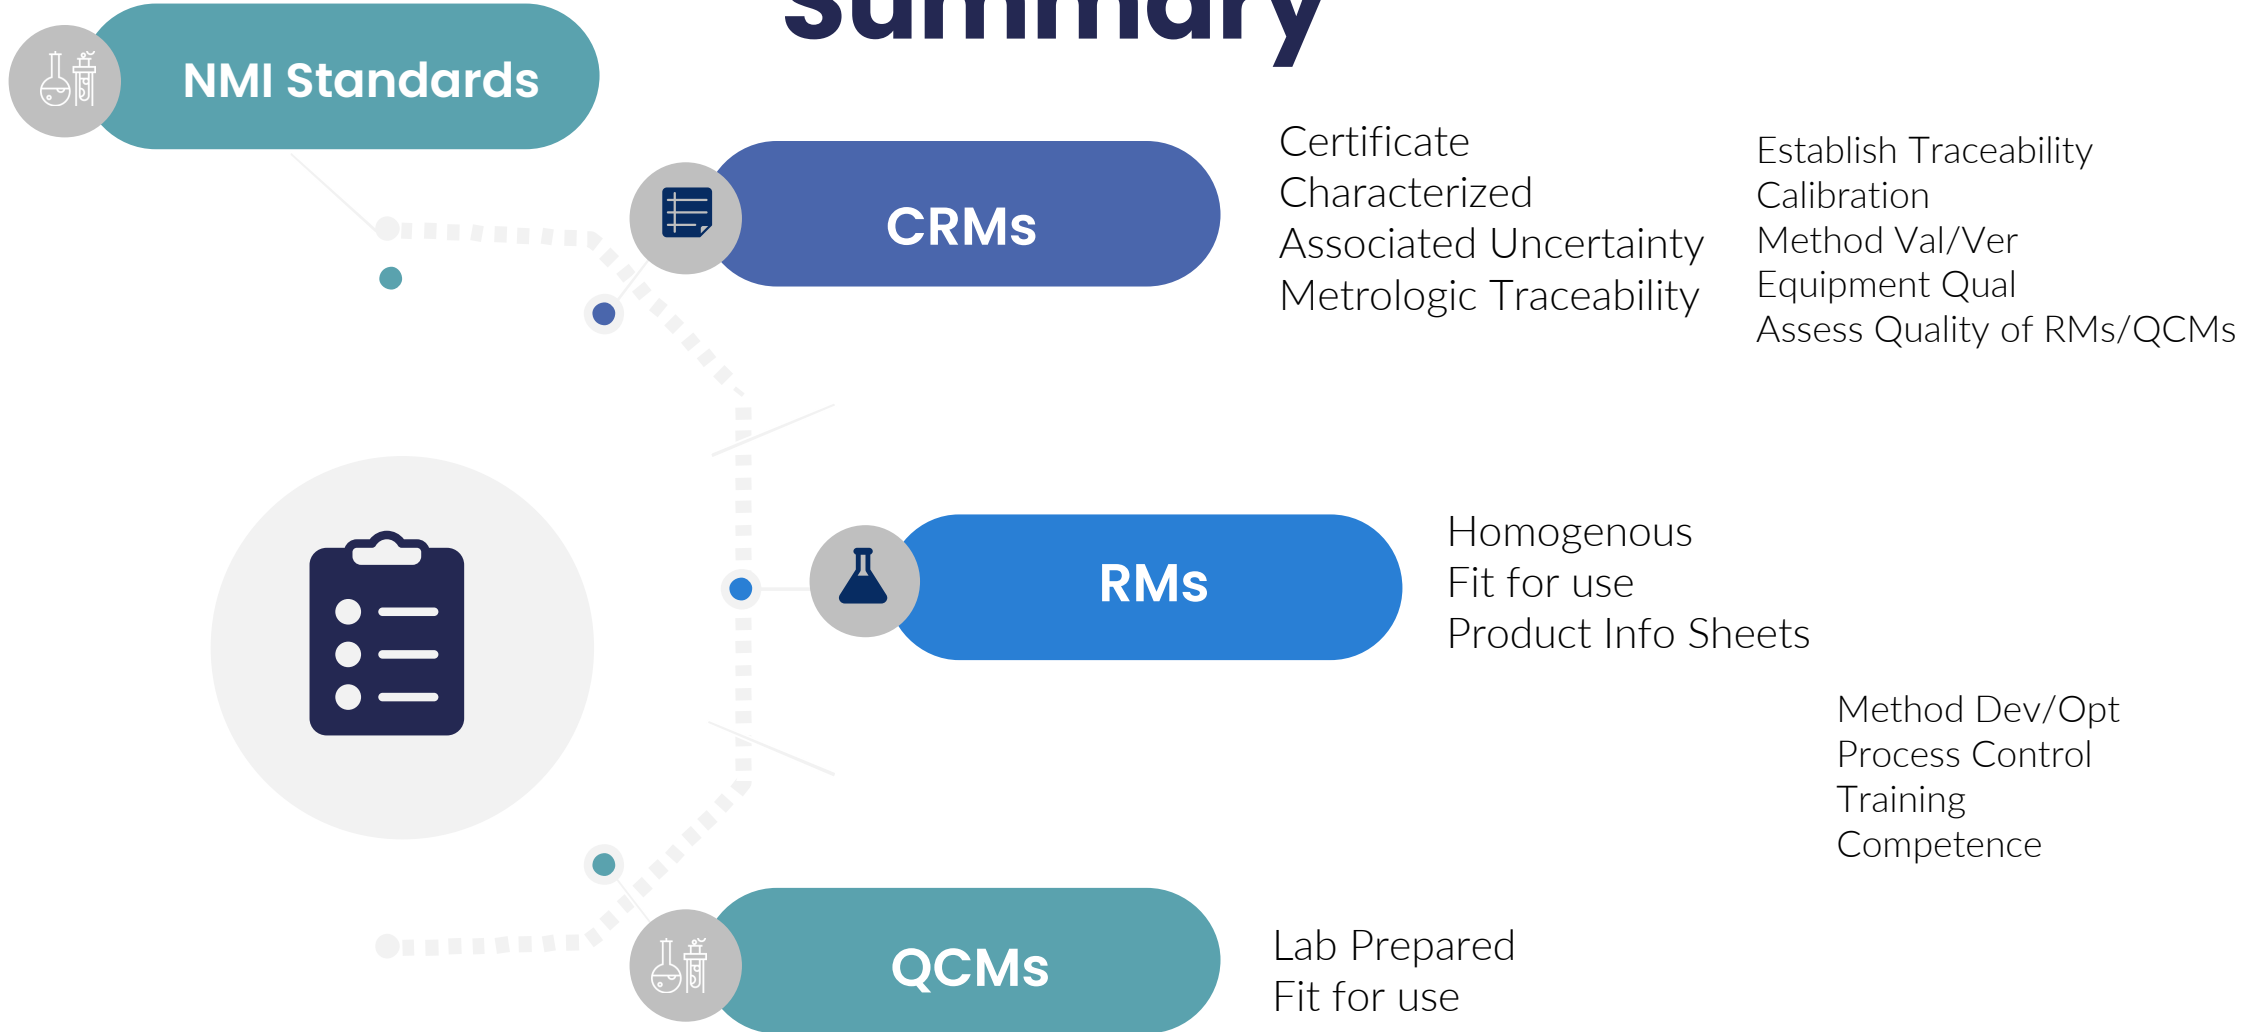 Summary
NMI Standards
CRMs
Certificate
Characterized
Associated Uncertainty
Metrologic Traceability
Establish Traceability
Calibration
Method Val/Ver
Equipment Qual
Assess Quality of RMs/QCMs
RMs
Homogenous
Fit for use
Product Info Sheets
Method Dev/Opt
Process Control
Training
Competence
QCMs
Lab Prepared
Fit for use